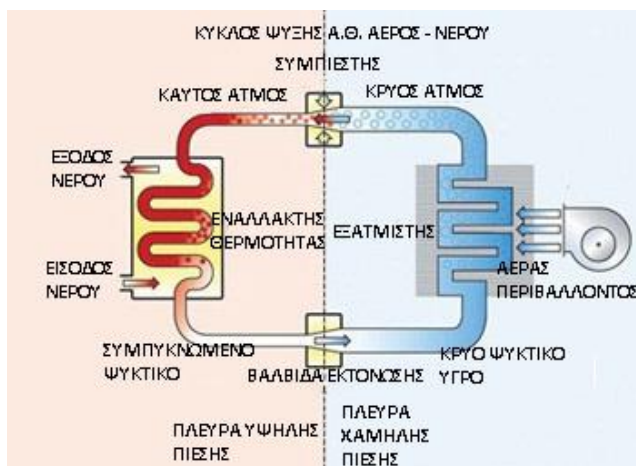 ΚΥΚΛΟΣ ΨΥΞΗΣ Α.Θ. ΑΕΡΟΣ - ΝΕΡΟΥ
ΣΥΜΠΙΕΣΤΗΣ
ΚΑΥΤΟΣ ΑΤΜΟΣ
ΚΡΥΟΣ ΑΤΜΟΣ
ΕΞΟΔΟΣ
ΝΕΡΟΥ
ΕΝΑΛΛΑΚΤΗΣ
ΘΕΡΜΟΤΗΤΑΣ
ΕΞΑΤΜΙΣΤΗΣ
ΕΙΣΟΔΟΣ
ΝΕΡΟΥ
ΑΕΡΑΣ
ΠΕΡΙΒΑΛΛΟΝΤΟΣ
ΣΥΜΠΥΚΝΩΜΕΝΟ
ΨΥΚΤΙΚΟ
ΒΑΛΒΙΔΑ ΕΚΤΟΝΩΣΗΣ
ΚΡΥΟ ΨΥΚΤΙΚΟ
ΥΓΡΟ
ΠΛΕΥΡΑ ΥΨΗΛΗΣ
ΠΙΕΣΗΣ
ΠΛΕΥΡΑ
ΧΑΜΗΛΗΣ
ΠΙΕΣΗΣ